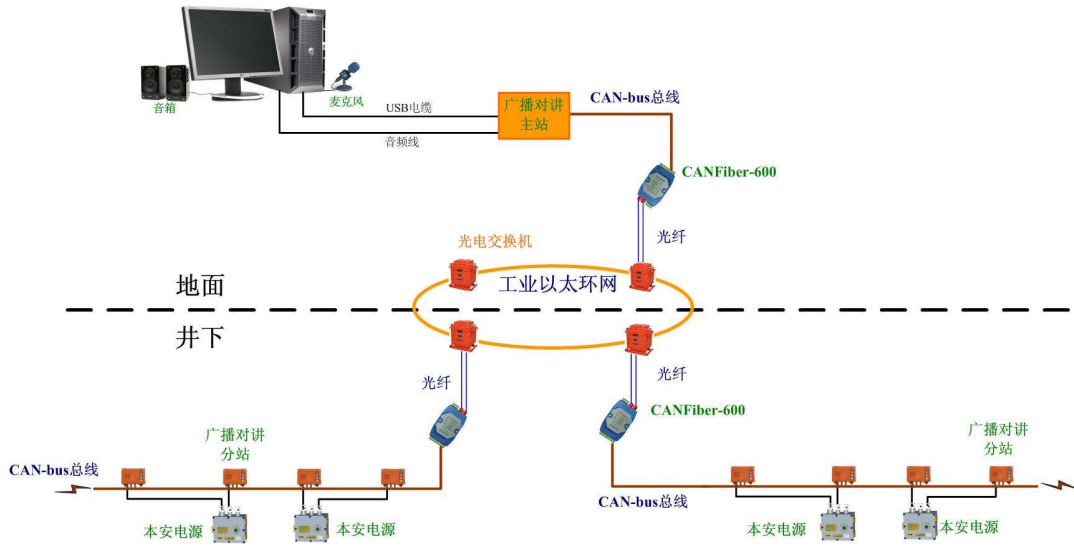 音箱
麦克风
USB电缆
音频线
广播对讲
主站
CAN-bus总线
CANFiber-600
光纤
光电交换机
工业以太环网
地面
井下
光纤
光纤
CANFiber-600
广播对讲
分站
广播对讲
分站
CAN-bus总线
CAN-bus总线
本安电源
本安电源
本安电源
本安电源